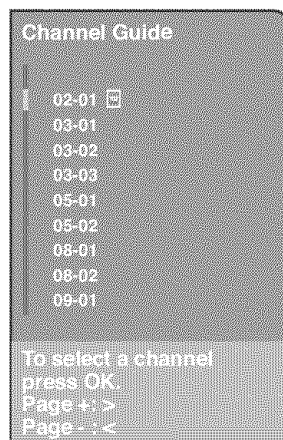 Channel Guide
02-01
03-01
03-02
03-03
05-01
05-02
08-01
08-02
09-01
To select a channel
press OK.
Page +: >
Page - : <